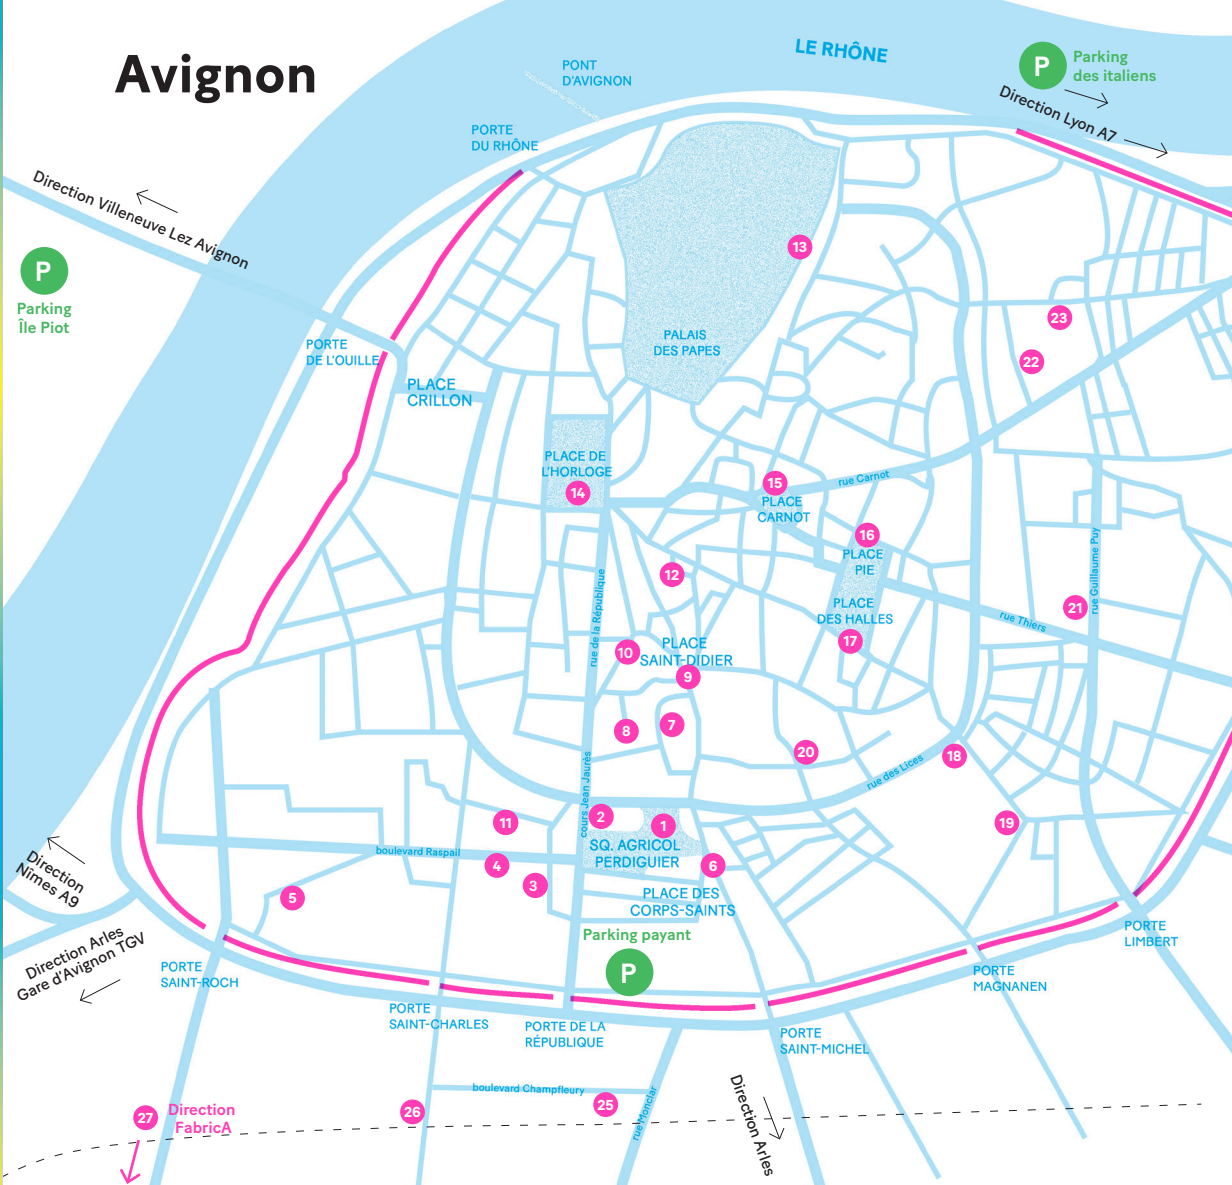 Avignon
LE RHÔNE
PONT
D'AVIGNON
P
Parking
des italiens
Direction Lyon A7
PORTE
DU RHÔNE
Direction Villeneuve Lez Avignon
P
Parking
Île Piot
13
23
22
PALAIS
DES PAPES
PORTE
DE L'OUILLE
PLACE
CRILLON
PLACE DE
L'HORLOGE
14
15
PLACE
CARNOT
rue Carnot
16
PLACE
PIE
12
PLACE
DES HALLES
17
rue de la République
rue Guillaume Puy
21
rue Thiers
10
PLACE
SAINT-DIDIER
9
8
7
20
18
rue des Lices
cours Jean Jaurès
11
2
1
19
SQ. AGRICOL
PERDIGUIER
boulevard Raspail
4
3
6
5
PLACE DES
CORPS-SAINTS
Direction
Nîmes A9
Direction Arles
Gare d'Avignon TGV
Parking payant
P
PORTE
LIMBERT
PORTE
SAINT-ROCH
PORTE
MAGNANEN
PORTE
SAINT-CHARLES
PORTE DE LA
RÉPUBLIQUE
PORTE
SAINT-MICHEL
boulevard Champfleury
25
26
rue Monclar
Direction Arles
27
Direction
FabricA